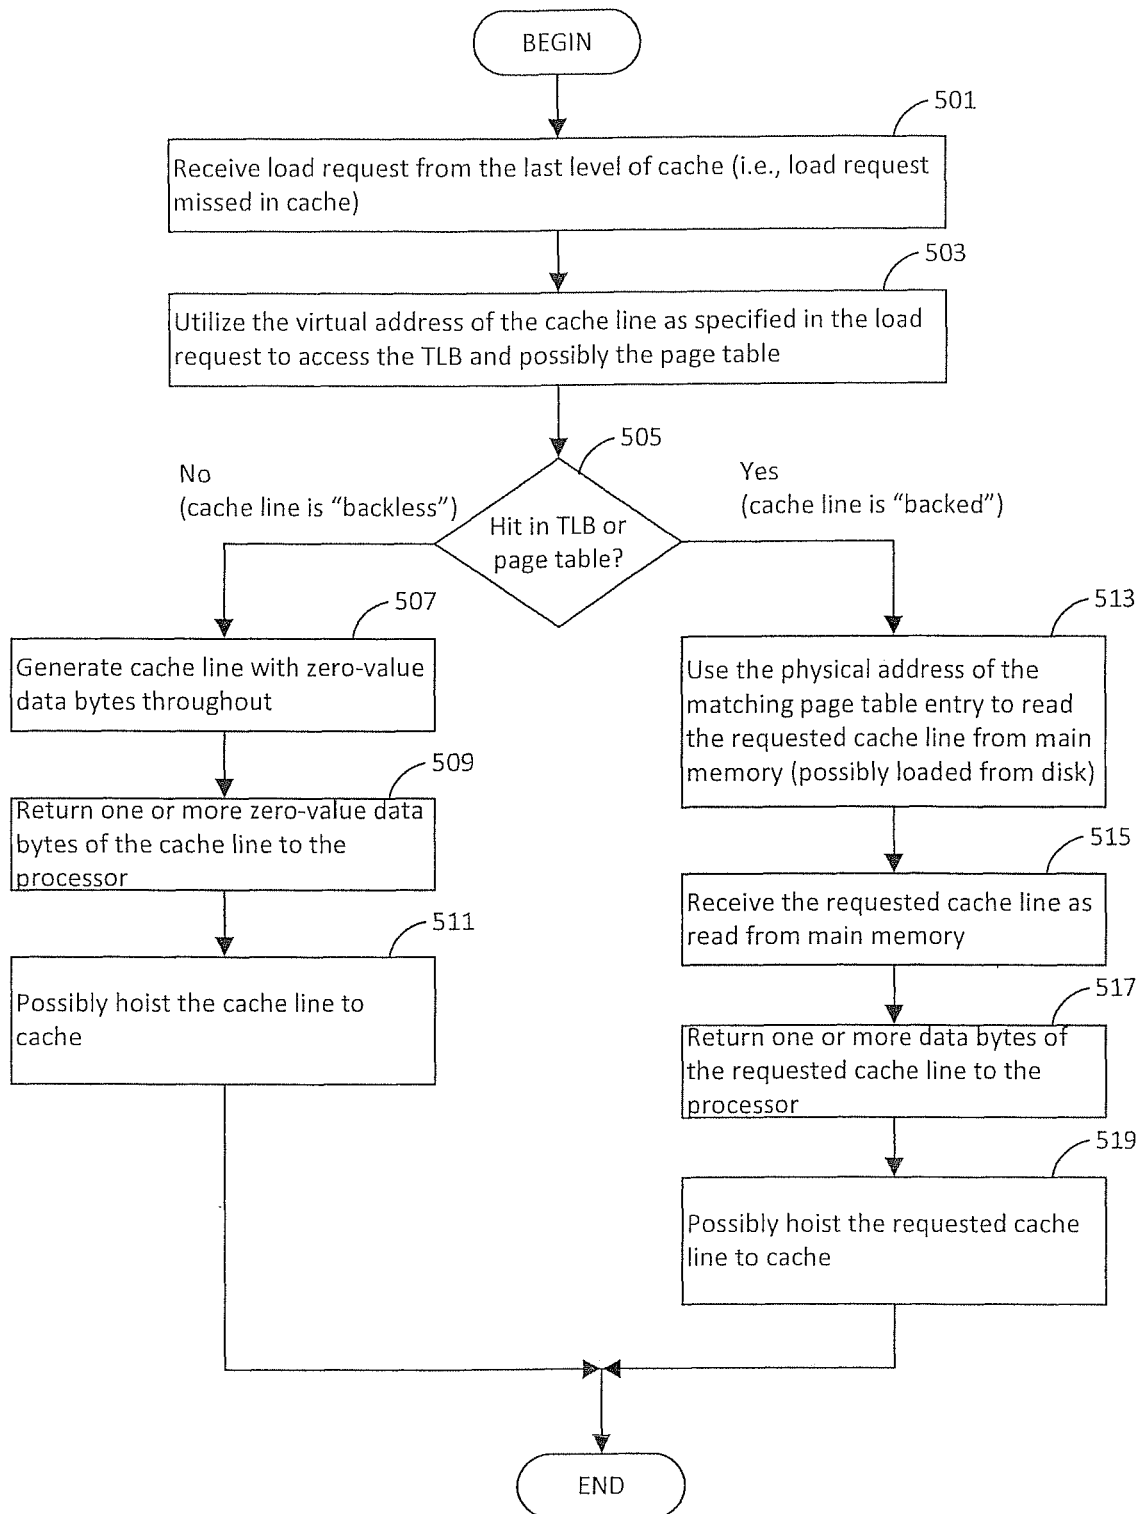 BEGIN
501
Receive load request from the last level of cache (i.e., load request
missed in cache)
503
Utilize the virtual address of the cache line as specified in the load
request to access the TLB and possibly the page table
505
No
(cache line is “backless”)
Yes
(cache line is “backed”)
Hit in TLB or
page table?
507
Generate cache line with zero-value
data bytes throughout
509
Return one or more zero-value data
bytes of the cache line to the
processor
511
Possibly hoist the cache line to
cache
513
Use the physical address of the
matching page table entry to read
the requested cache line from main
memory (possibly loaded from disk)
515
Receive the requested cache line as
read from main memory
517
Return one or more data bytes of
the requested cache line to the
processor
519
Possibly hoist the requested cache
line to cache
END